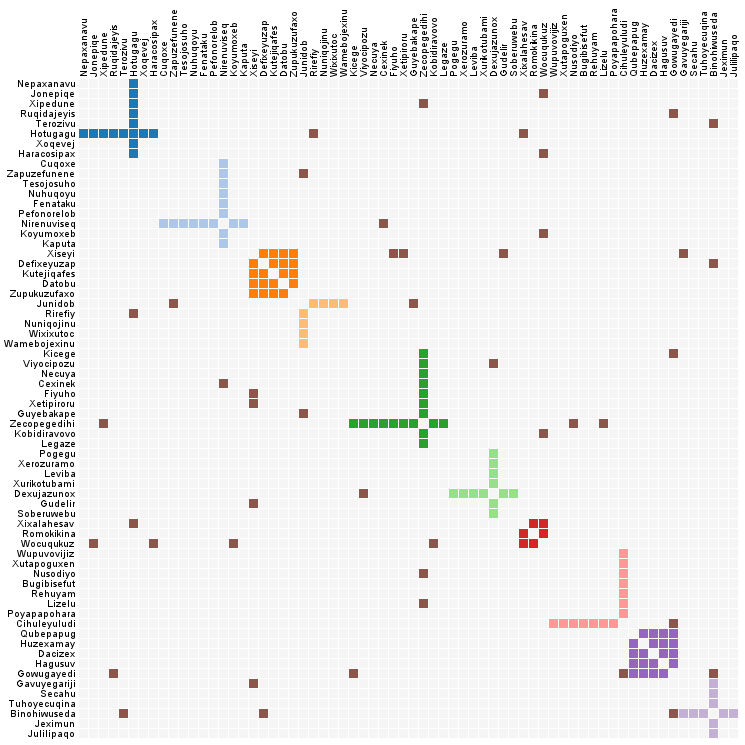 Nepaxanavu
Jonepiqe
Xipedune
Ruqidajeyis
Terozivu
Hotugagu
Xoqevej
Haracosipax
Cuqoxe
Zapuzefunene
Tesojosuho
Nuhuqoyu
Fenataku
Pefonorelob
Nirenuviseq
Koyumoxeb
Kaputa
Xiseyi
Defixeyuzap
Kutejiqafes
Datobu
Zupukuzufaxo
Junidob
Rirefiy
Nuniqojinu
Wixixutoc
Wamebojexinu
Kicege
Viyocipozu
Necuya
Cexinek
Fiyuho
Xetipiroru
Guyebakape
Zecopegedihi
Kobidiravovo
Legaze
Pogegu
Xerozuramo
Leviba
Xurikotubami
Dexujazunox
Gudelir
Soberuwebu
Xixalahesav
Romokikina
Wocuqukuz
Wupuvovijiz
Xutapoguxen
Nusodiyo
Bugibisefut
Rehuyam
Lizelu
Poyapapohara
Cihuleyuludi
Qubepapug
Huzexamay
Dacizex
Hagusuv
Gowugayedi
Gavuyegariji
Secahu
Tuhoyecuqina
Binohiwuseda
Jeximun
Julilipaqo
Nepaxanavu
Jonepiqe
Xipedune
Ruqidajeyis
Terozivu
Hotugagu
Xoqevej
Haracosipax
Cuqoxe
Zapuzefunene
Tesojosuho
Nuhuqoyu
Fenataku
Pefonorelob
Nirenuviseq
Koyumoxeb
Kaputa
Xiseyi
Defixeyuzap
Kutejiqafes
Datobu
Zupukuzufaxo
Junidob
Rirefiy
Nuniqojinu
Wixixutoc
Wamebojexinu
Kicege
Viyocipozu
Necuya
Cexinek
Fiyuho
Xetipiroru
Guyebakape
Zecopegedihi
Kobidiravovo
Legaze
Pogegu
Xerozuramo
Leviba
Xurikotubami
Dexujazunox
Gudelir
Soberuwebu
Xixalahesav
Romokikina
Wocuqukuz
Wupuvovijiz
Xutapoguxen
Nusodiyo
Bugibisefut
Rehuyam
Lizelu
Poyapapohara
Cihuleyuludi
Qubepapug
Huzexamay
Dacizex
Hagusuv
Gowugayedi
Gavuyegariji
Secahu
Tuhoyecuqina
Binohiwuseda
Jeximun
Julilipaqo